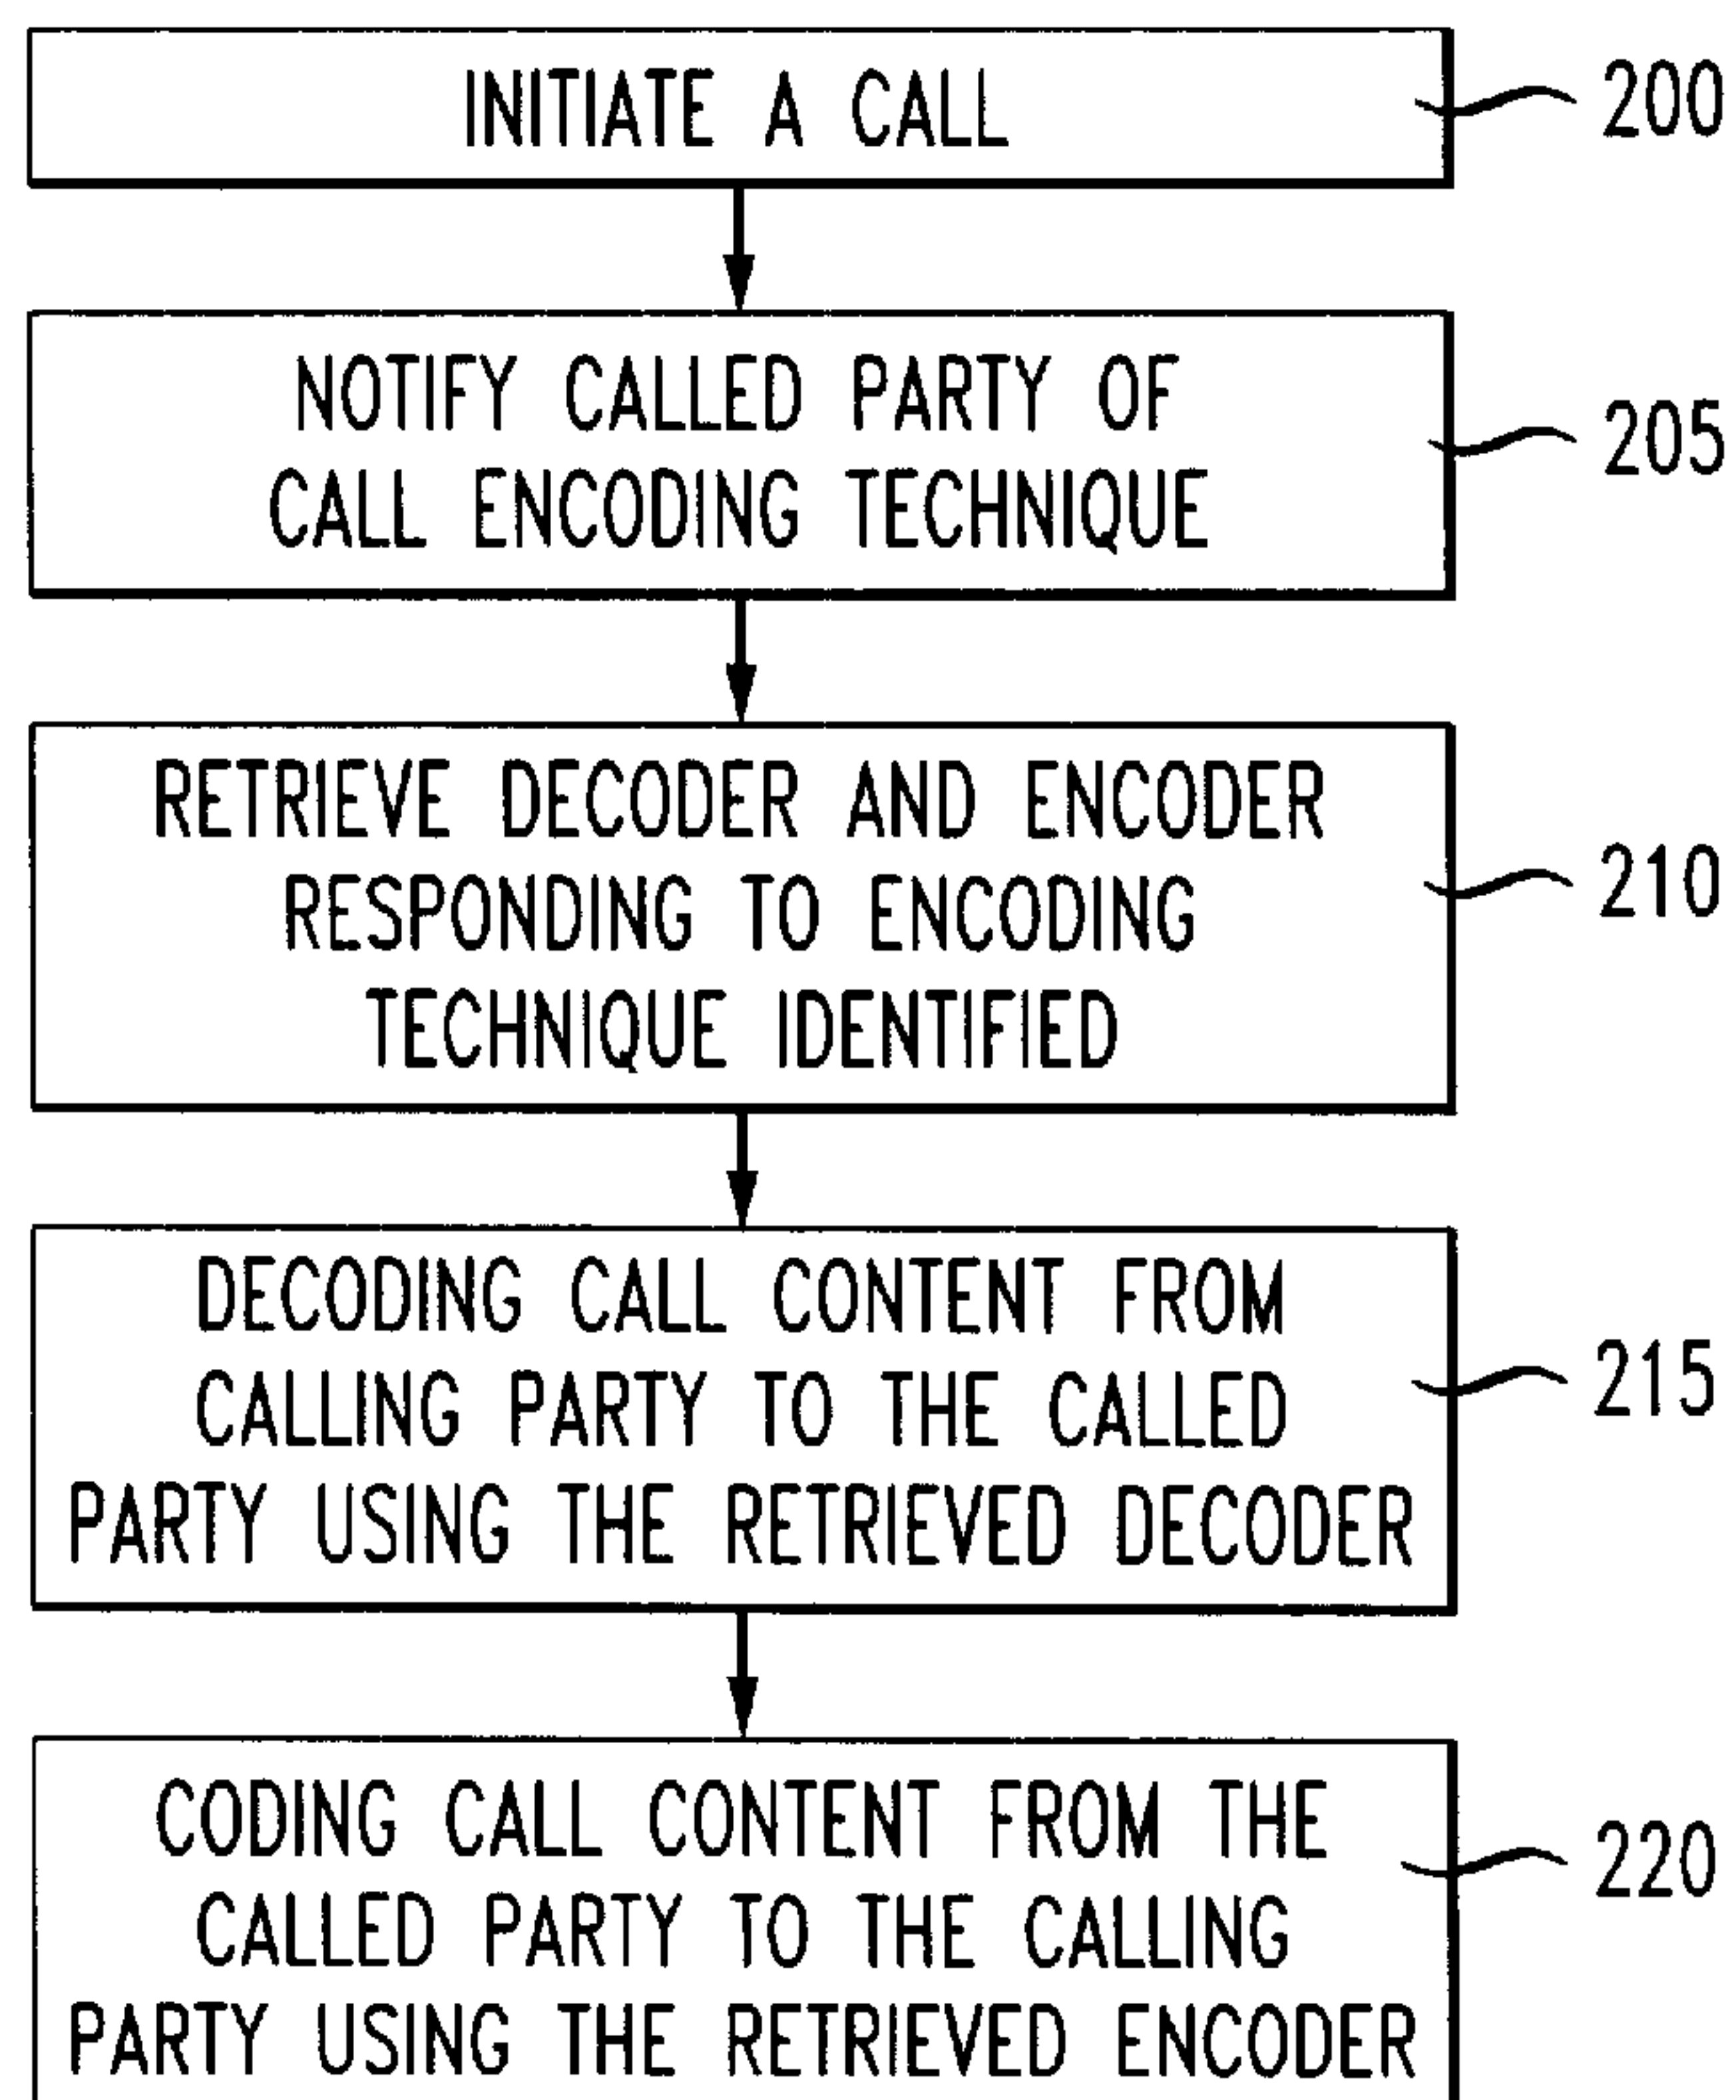 INITIATE A CALL
200
NOTIFY CALLED PARTY OF
CALL ENCODING TECHNIQUE
205
RETRIEVE DECODER AND ENCODER
RESPONDING TO ENCODING
TECHNIQUE IDENTIFIED
210
DECODING CALL CONTENT FROM
CALLING PARTY TO THE CALLED
PARTY USING THE RETRIEVED DECODER
215
CODING CALL CONTENT FROM THE
CALLED PARTY TO THE CALLING
PARTY USING THE RETRIEVED ENCODER
220